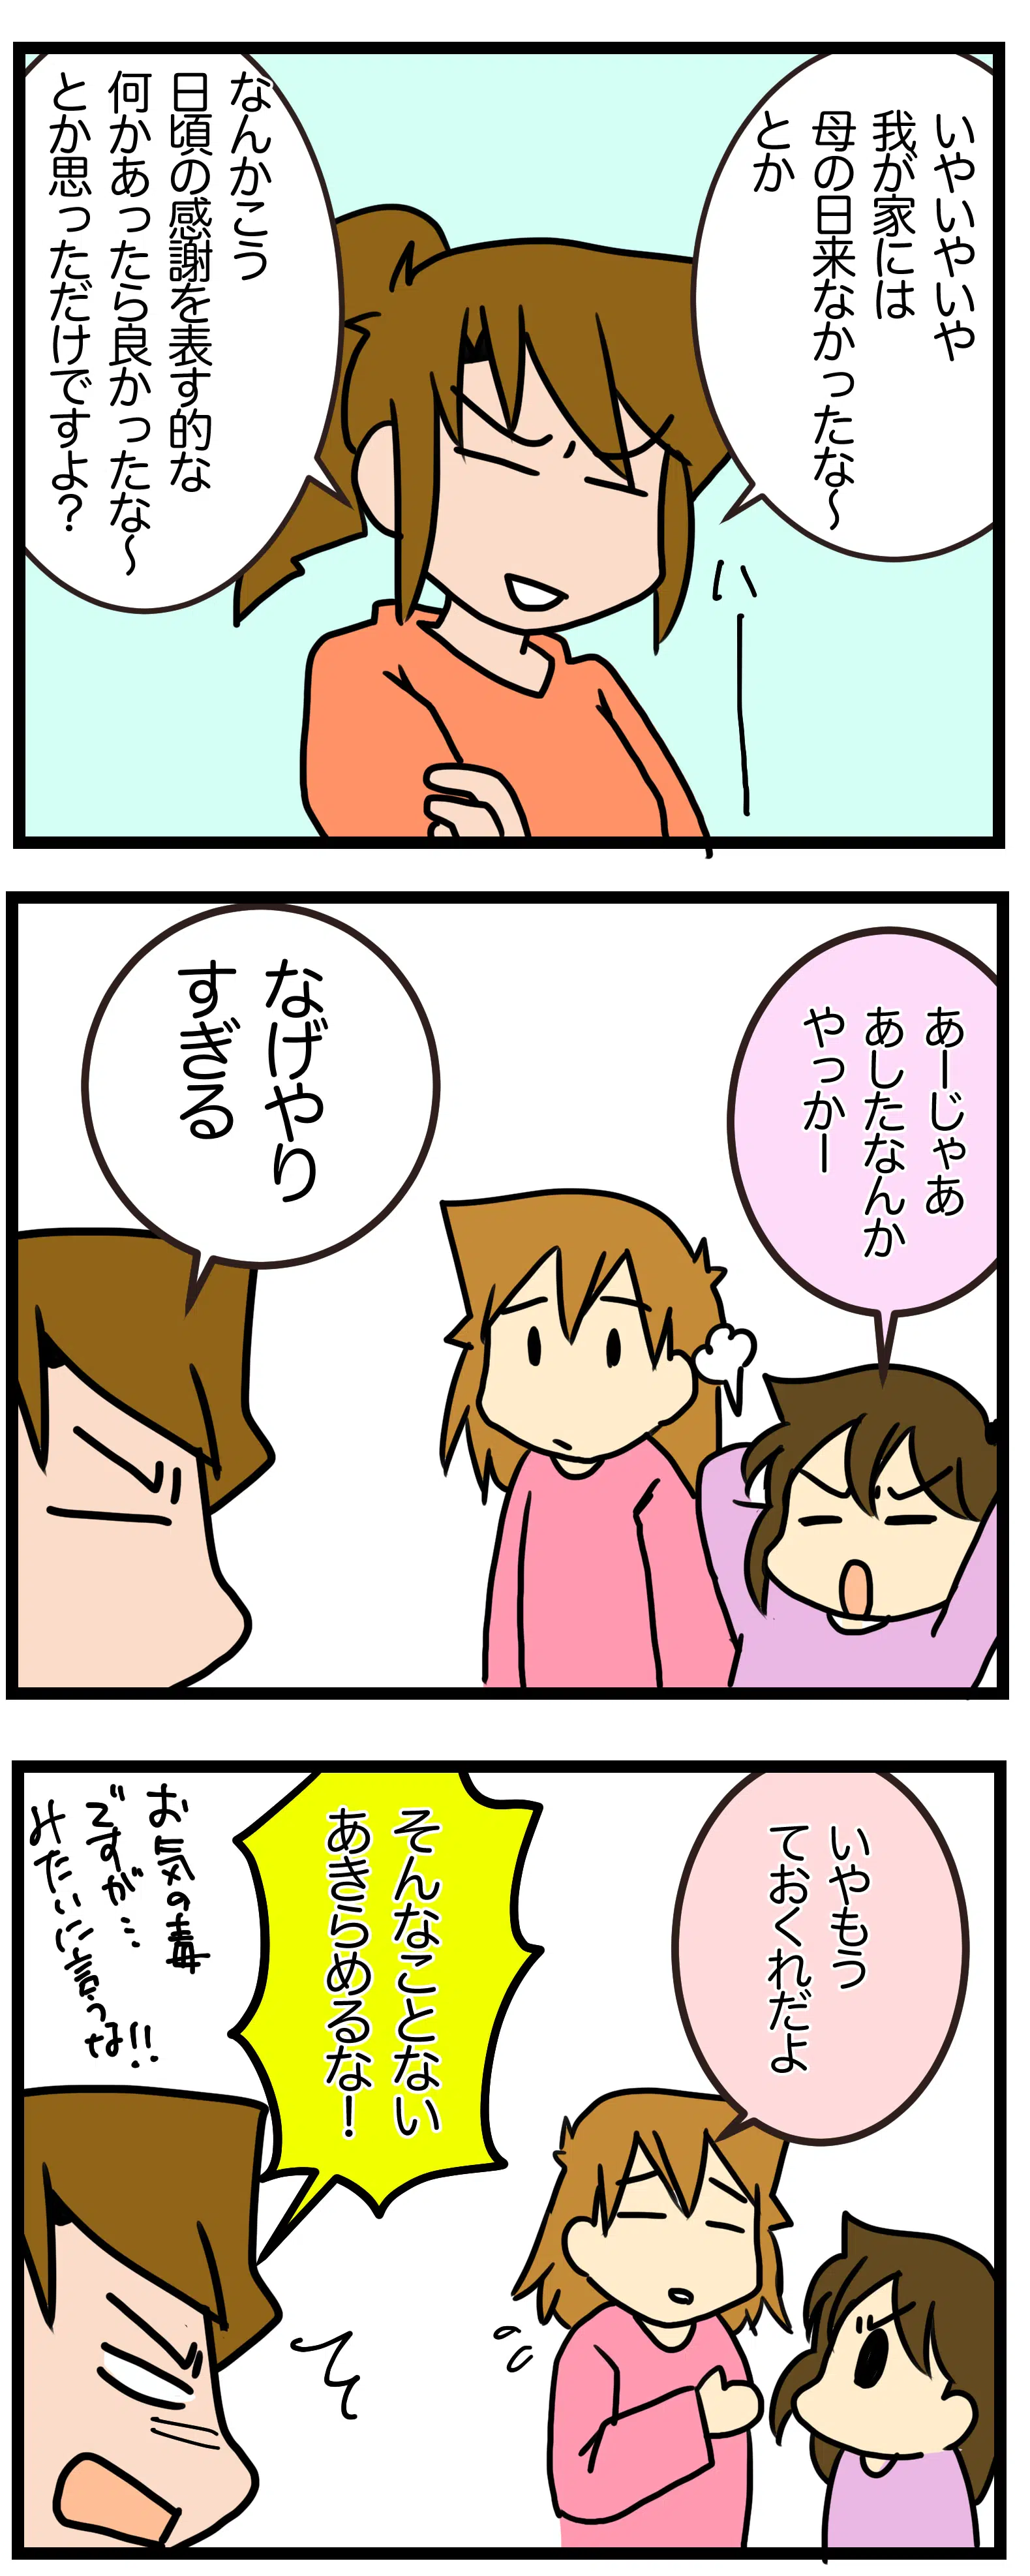 いやいやいや
我が家には
母の日来なかったな〜
とか
なんかこう
日頃の感謝を表す的な
何かあったら良かったな〜
とか思っただけですよ?
あーじゃあ
あしたなんか
やっかー
なげやり
すぎる
いやもう
ておくれだよ
そんなことない
あきらめるな!
お気の毒
ですが…
みたいに言うな!!